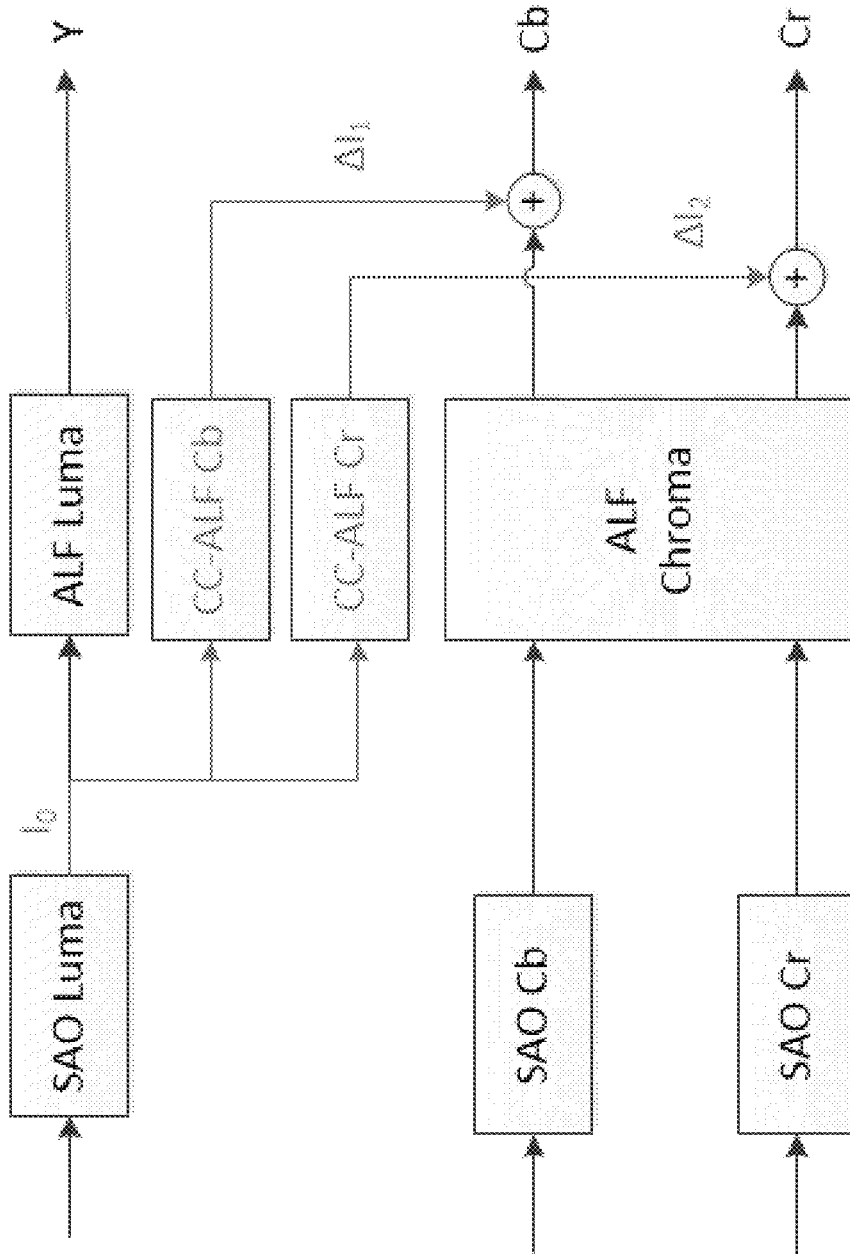 SAO Luma
I₀
ALF Luma
Y
CC-ALF Cb
ΔI₁
CC-ALF Cr
ΔI₂
SAO Cb
ALF
Chroma
+
Cb
SAO Cr
+
Cr